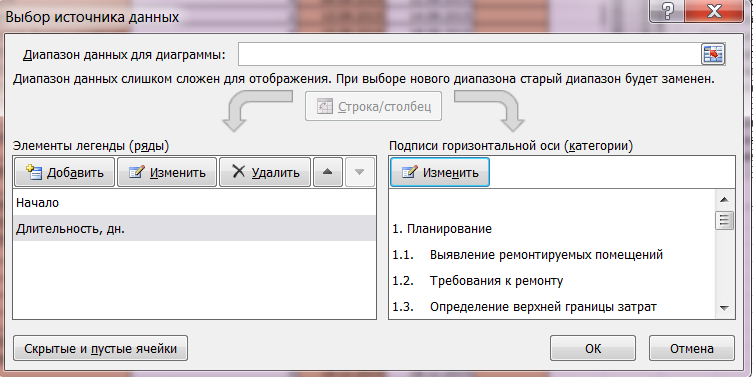 Выбор источника данных
Диапазон данных для диаграммы:
Диапазон данных слишком сложен для отображения. При выборе нового диапазона старый диапазон будет заменен.
Строка/столбец
Элементы легенды (ряды)
Добавить Изменить Удалить
Начало
Длительность, дн.
Подписи горизонтальной оси (категории)
Изменить
1. Планирование
1.1. Выявление ремонтируемых помещений
1.2. Требования к ремонту
1.3. Определение верхней границы затрат
Скрытые и пустые ячейки
ОК Отмена